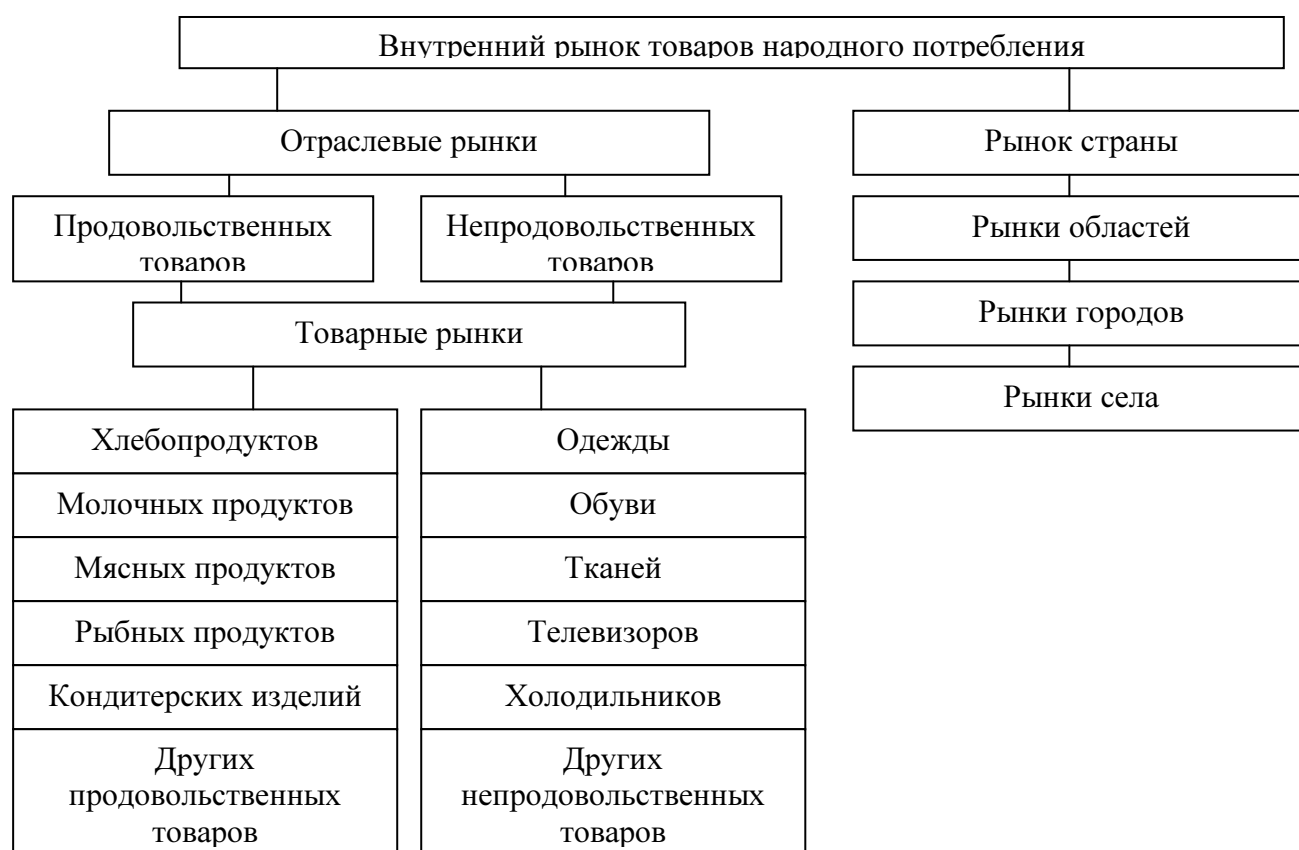 Внутренний рынок товаров народного потребления
Отраслевые рынки
Рынок страны
Продовольственных
товаров
Непродовольственных
товаров
Рынки областей
Товарные рынки
Рынки городов
Рынки села
Хлебопродуктов
Одежды
Молочных продуктов
Обуви
Мясных продуктов
Тканей
Рыбных продуктов
Телевизоров
Кондитерских изделий
Холодильников
Других
продовольственных
товаров
Других
непродовольственных
товаров